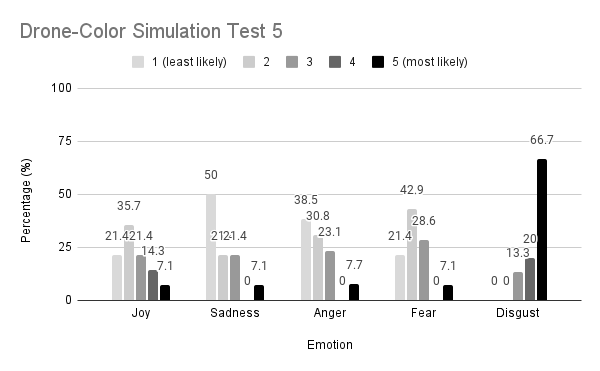 Drone-Color Simulation Test 5
1 (least likely) 2 3 4 5 (most likely)
100
75
50
25
0
Percentage (%)
21.4 35.7 21.4 14.3 7.1
50 21.4 21.4 0 7.1
38.5 30.8 23.1 0 7.7
21.4 42.9 28.6 0 7.1
0 0 13.3 20 66.7
Joy Sadness Anger Fear Disgust
Emotion